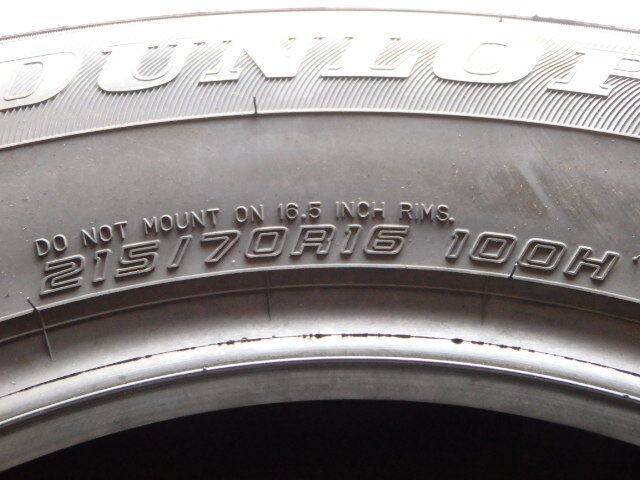 DUNLOP
DO NOT MOUNT ON 16.5 INCH RIMS.
215/70R16 100H